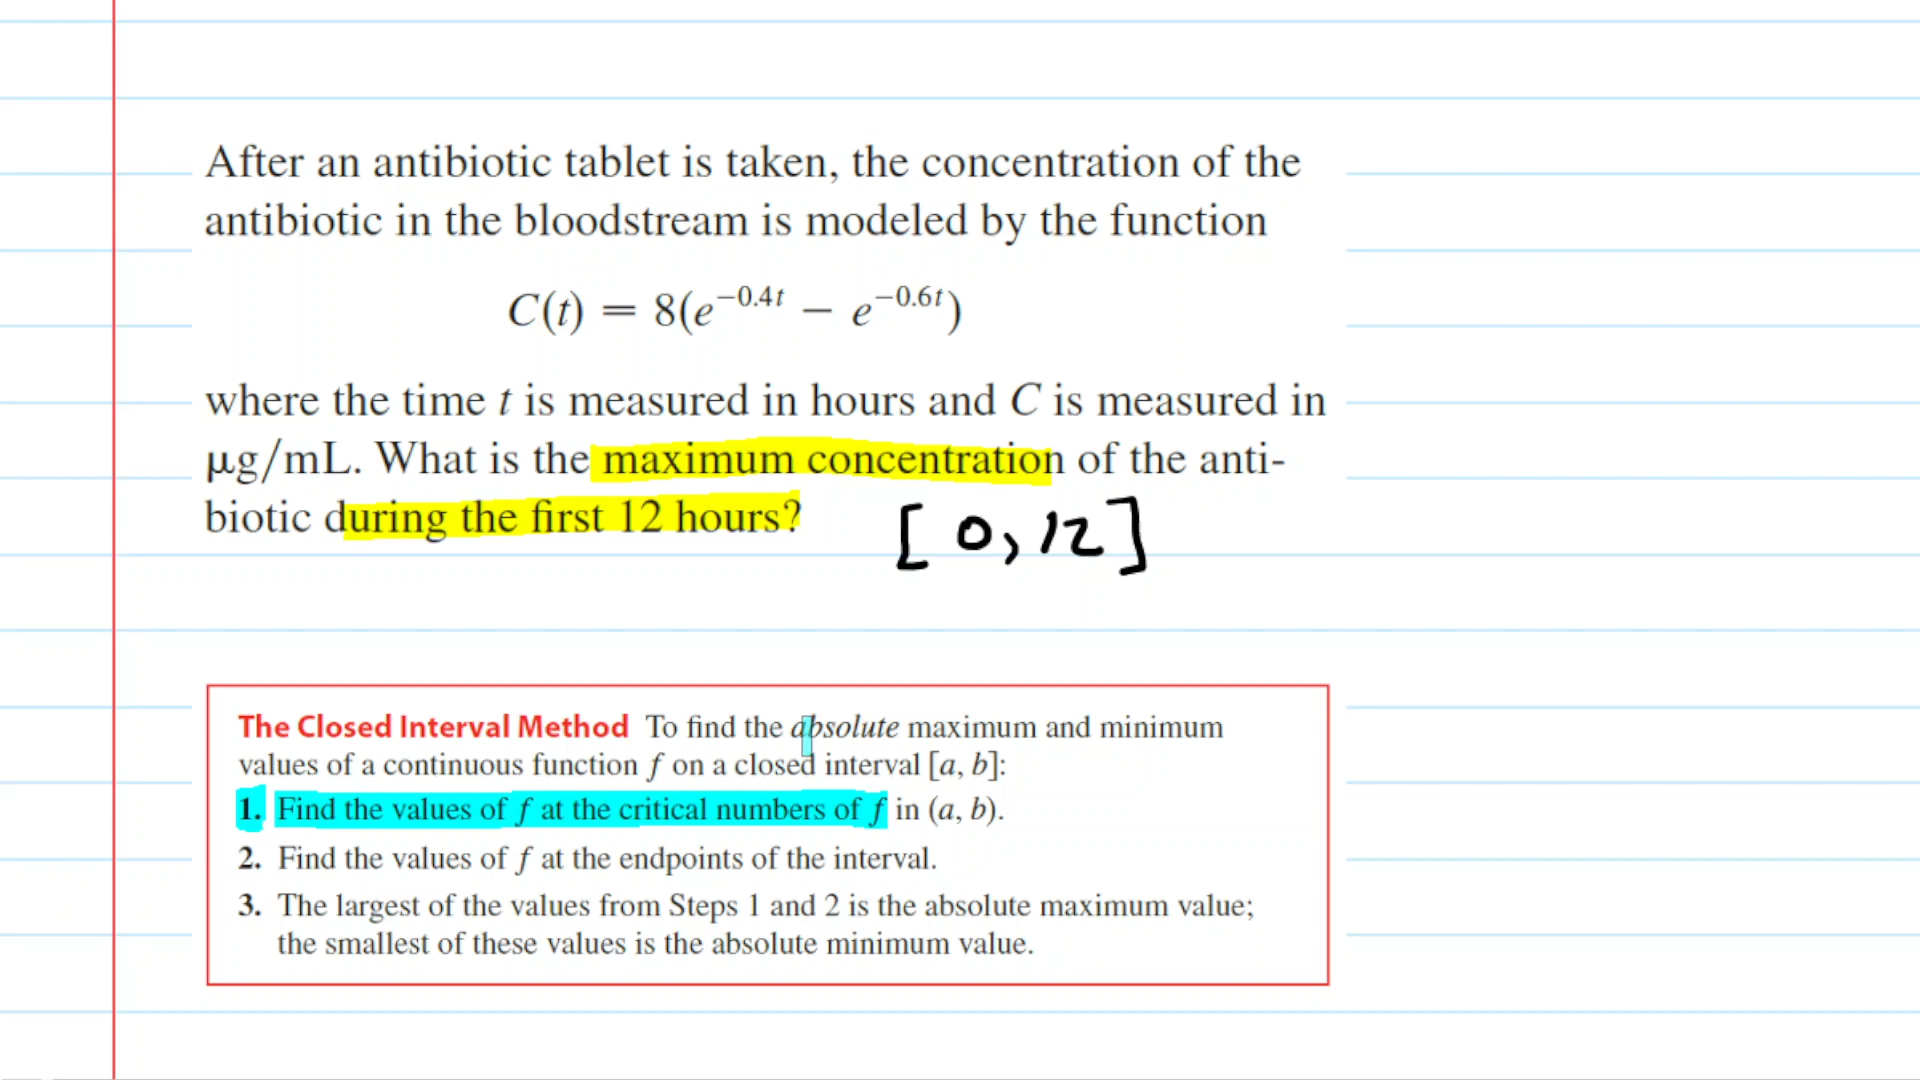 After an antibiotic tablet is taken, the concentration of the
antibiotic in the bloodstream is modeled by the function
C(t) = 8(e^{−0.4t} − e^{−0.6t})
where the time t is measured in hours and C is measured in
μg/mL. What is the maximum concentration of the anti-
biotic during the first 12 hours?
[0,12]
The Closed Interval Method To find the absolute maximum and minimum
values of a continuous function f on a closed interval [a, b]:
1. Find the values of f at the critical numbers of f in (a, b).
2. Find the values of f at the endpoints of the interval.
3. The largest of the values from Steps 1 and 2 is the absolute maximum value;
the smallest of these values is the absolute minimum value.